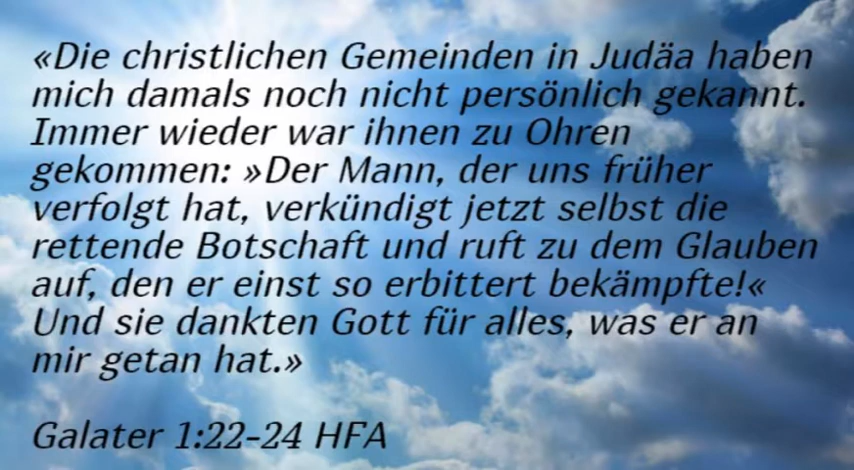 «Die christlichen Gemeinden in Judäa haben
mich damals noch nicht persönlich gekannt.
Immer wieder war ihnen zu Ohren
gekommen: »Der Mann, der uns früher
verfolgt hat, verkündigt jetzt selbst die
rettende Botschaft und ruft zu dem Glauben
auf, den er einst so erbittert bekämpfte!«
Und sie dankten Gott für alles, was er an
mir getan hat.»
Galater 1:22-24 HFA